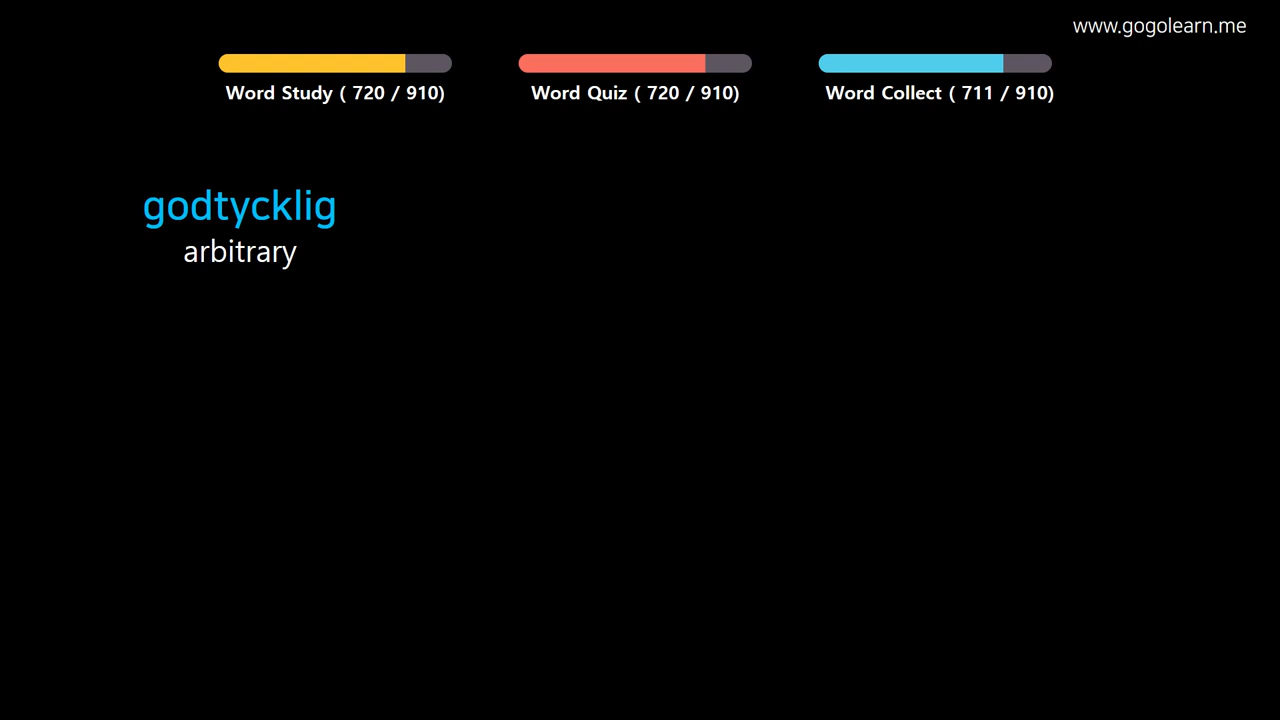 www.gogolearn.me
Word Study ( 720 / 910)
Word Quiz ( 720 / 910)
Word Collect ( 711 / 910)
godtycklig
arbitrary